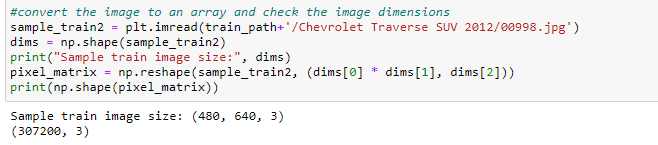 #convert the image to an array and check the image dimensions
sample_train2 = plt.imread(train_path+'/Chevrolet Traverse SUV 2012/00998.jpg')
dims = np.shape(sample_train2)
print("Sample train image size:", dims)
pixel_matrix = np.reshape(sample_train2, (dims[0] * dims[1], dims[2]))
print(np.shape(pixel_matrix))
Sample train image size: (480, 640, 3)
(307200, 3)